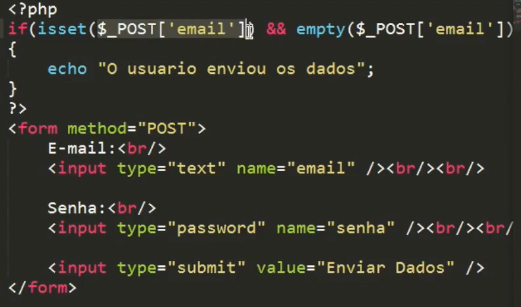 <?php
if(isset($_POST['email']) && empty($_POST['email'])
{
    echo "O usuario enviou os dados";
}
?>
<form method="POST">
    E-mail:<br/>
    <input type="text" name="email" /><br/><br/>
    Senha:<br/>
    <input type="password" name="senha" /><br/><br/
    <input type="submit" value="Enviar Dados" />
</form>